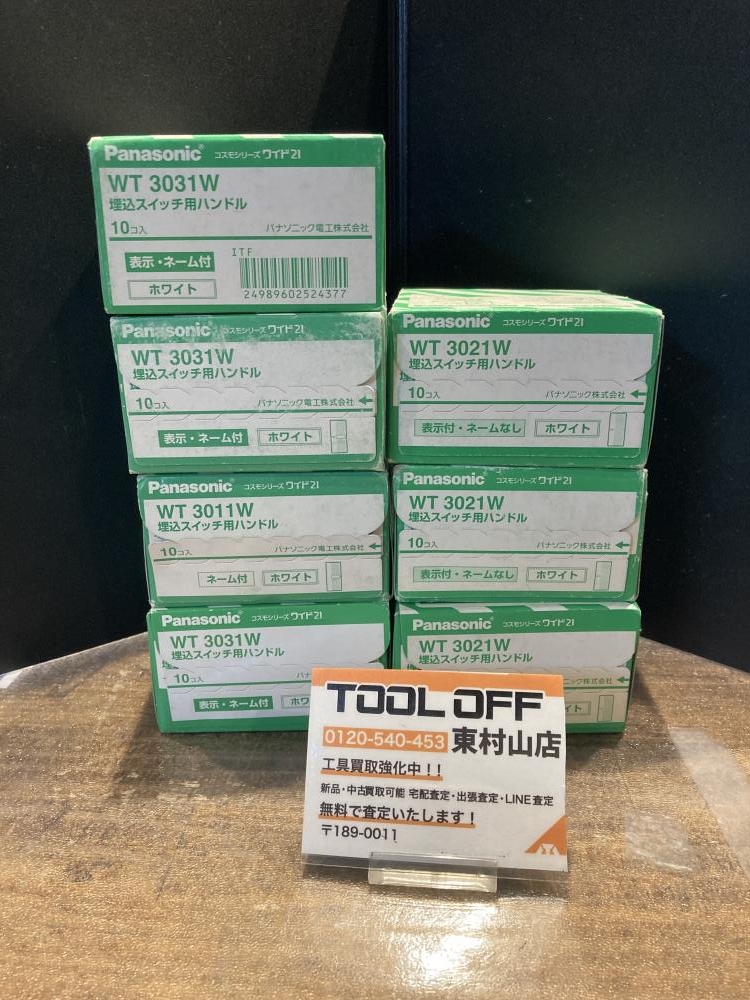 Panasonic コスモシリーズ ワイド21
WT 3031W
埋込スイッチ用ハンドル
10コ入 パナソニック電工株式会社
表示・ネーム付
ホワイト
ITF
24989602524377
Panasonic コスモシリーズ ワイド21
WT 3031W
埋込スイッチ用ハンドル
10コ入 パナソニック電工株式会社
表示・ネーム付 ホワイト
Panasonic コスモシリーズ ワイド21
WT 3011W
埋込スイッチ用ハンドル
10コ入 パナソニック電工株式会社
ネーム付 ホワイト
Panasonic コスモシリーズ ワイド21
WT 3031W
埋込スイッチ用ハンドル
10コ入 パナ
表示・ネーム付 ホワ
Panasonic コスモシリーズ ワイド21
WT 3021W
埋込スイッチ用ハンドル
10コ入 パナソニック株式会社
表示付・ネームなし ホワイト
Panasonic コスモシリーズ ワイド21
WT 3021W
埋込スイッチ用ハンドル
10コ入 パナソニック株式会社
表示付・ネームなし ホワイト
Panasonic コスモシリーズ ワイド21
WT 3021W
埋込スイッチ用ハンドル
ニック株式会社
イト
TOOL OFF
0120-540-453 東村山店
工具買取強化中!!
新品・中古買取可能 宅配査定・出張査定・LINE査定
無料で査定いたします!
〒189-0011